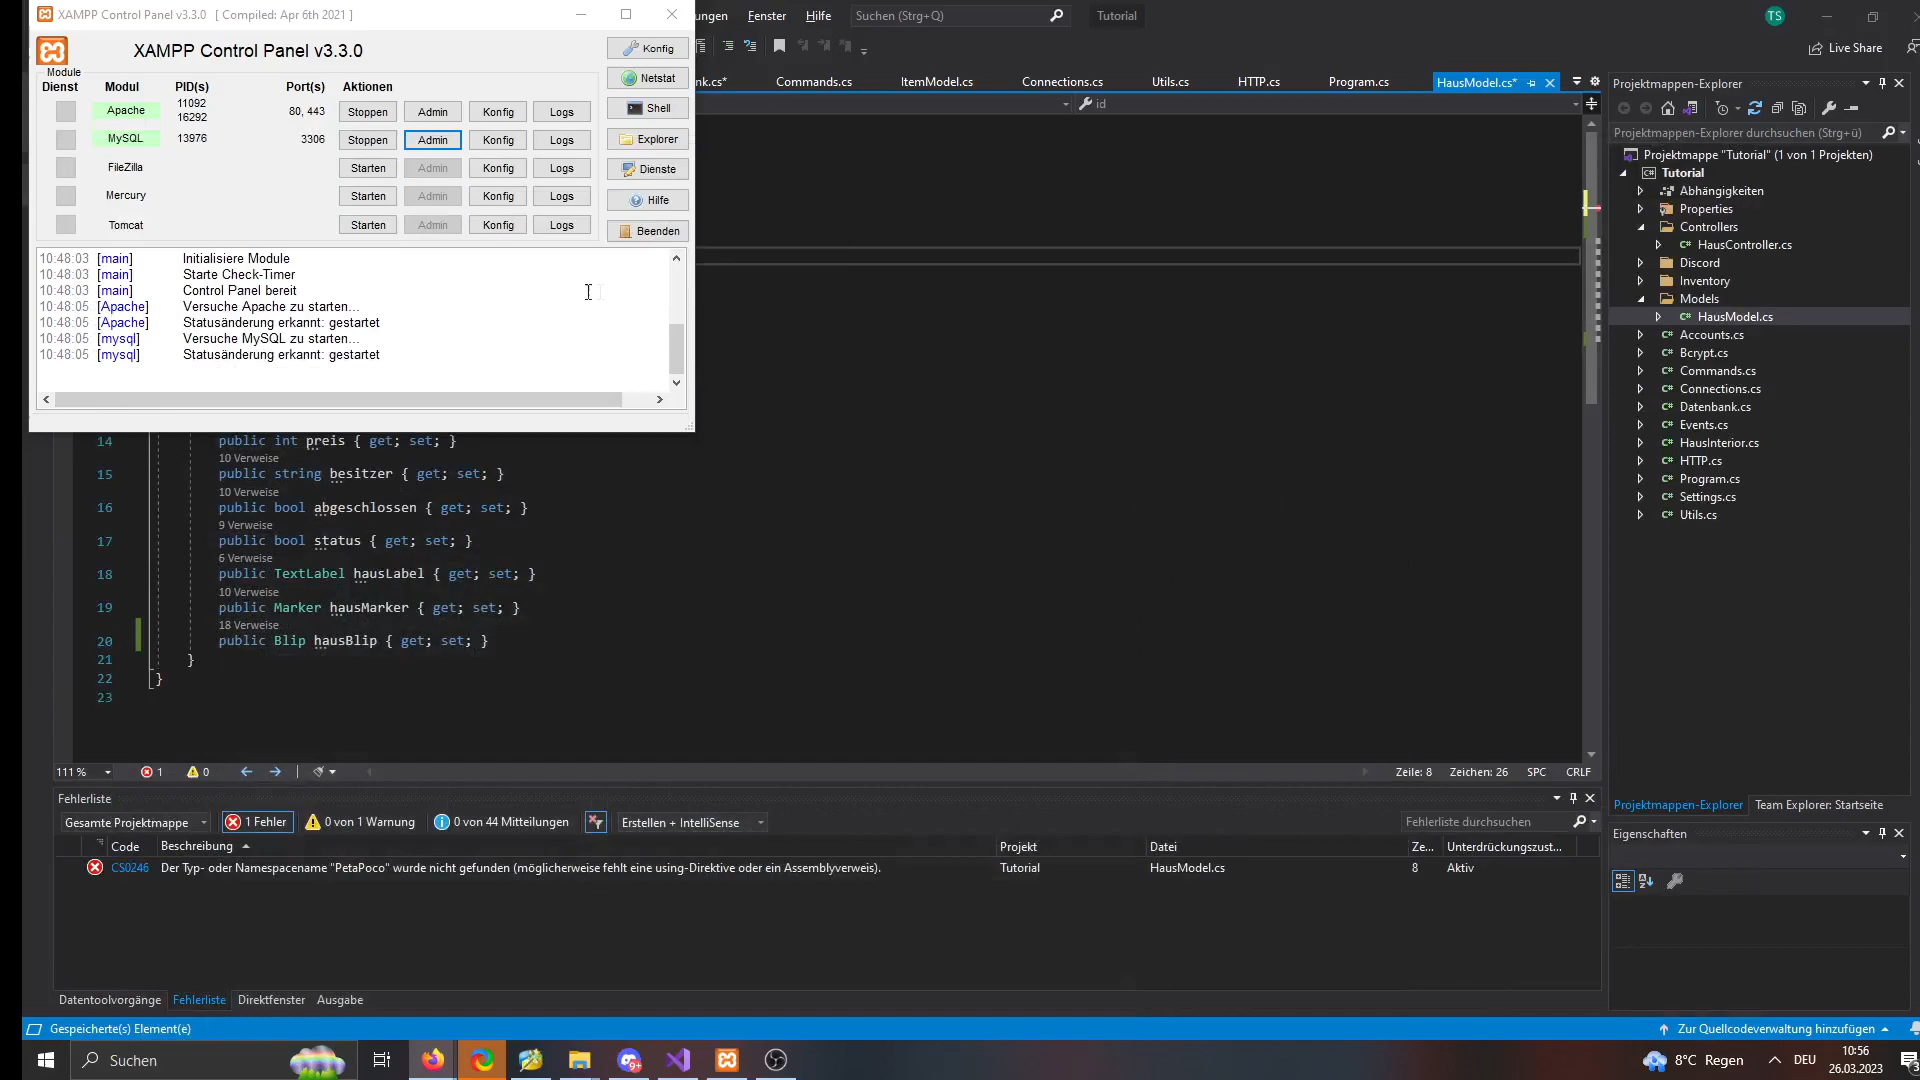 XAMPP Control Panel v3.3.0 [ Compiled: Apr 6th 2021 ]
ungen Fenster Hilfe Suchen (Strg+Q) Tutorial TS
Live Share
XAMPP Control Panel v3.3.0 Konfig
Module
Dienst Modul PID(s) Port(s) Aktionen Netstat
Apache 11092 16292 80, 443 Stoppen Admin Konfig Logs Shell
MySQL 13976 3306 Stoppen Admin Konfig Logs Explorer
FileZilla Starten Admin Konfig Logs Dienste
Mercury Starten Admin Konfig Logs Hilfe
Tomcat Starten Admin Konfig Logs Beenden
10:48:03 [main] Initialisiere Module
10:48:03 [main] Starte Check-Timer
10:48:03 [main] Control Panel bereit
10:48:05 [Apache] Versuche Apache zu starten...
10:48:05 [Apache] Statusänderung erkannt: gestartet
10:48:05 [mysql] Versuche MySQL zu starten...
10:48:05 [mysql] Statusänderung erkannt: gestartet
nk.cs* Commands.cs ItemModel.cs Connections.cs Utils.cs HTTP.cs Program.cs HausModel.cs*
id
14 public int preis { get; set; }
10 Verweise
15 public string besitzer { get; set; }
10 Verweise
16 public bool abgeschlossen { get; set; }
9 Verweise
17 public bool status { get; set; }
6 Verweise
18 public TextLabel hausLabel { get; set; }
10 Verweise
19 public Marker hausMarker { get; set; }
18 Verweise
20 public Blip hausBlip { get; set; }
21 }
22 }
23
111 % 1 0 Zeile: 8 Zeichen: 26 SPC CRLF
Projektmappen-Explorer
Projektmappen-Explorer durchsuchen (Strg+ü)
Projektmappe "Tutorial" (1 von 1 Projekten)
Tutorial
Abhängigkeiten
Properties
Controllers
HausController.cs
Discord
Inventory
Models
HausModel.cs
Accounts.cs
Bcrypt.cs
Commands.cs
Connections.cs
Datenbank.cs
Events.cs
HausInterior.cs
HTTP.cs
Program.cs
Settings.cs
Utils.cs
Projektmappen-Explorer Team Explorer: Startseite
Eigenschaften
Fehlerliste
Gesamte Projektmappe 1 Fehler 0 von 1 Warnung 0 von 44 Mitteilungen Erstellen + IntelliSense Fehlerliste durchsuchen
Code Beschreibung Projekt Datei Ze... Unterdrückungszust...
CS0246 Der Typ- oder Namespacename "PetaPoco" wurde nicht gefunden (möglicherweise fehlt eine using-Direktive oder ein Assemblyverweis). Tutorial HausModel.cs 8 Aktiv
Datentoolvorgänge Fehlerliste Direktfenster Ausgabe
Gespeicherte(s) Element(e) Zur Quellcodeverwaltung hinzufügen
Suchen 8°C Regen DEU 10:56
26.03.2023